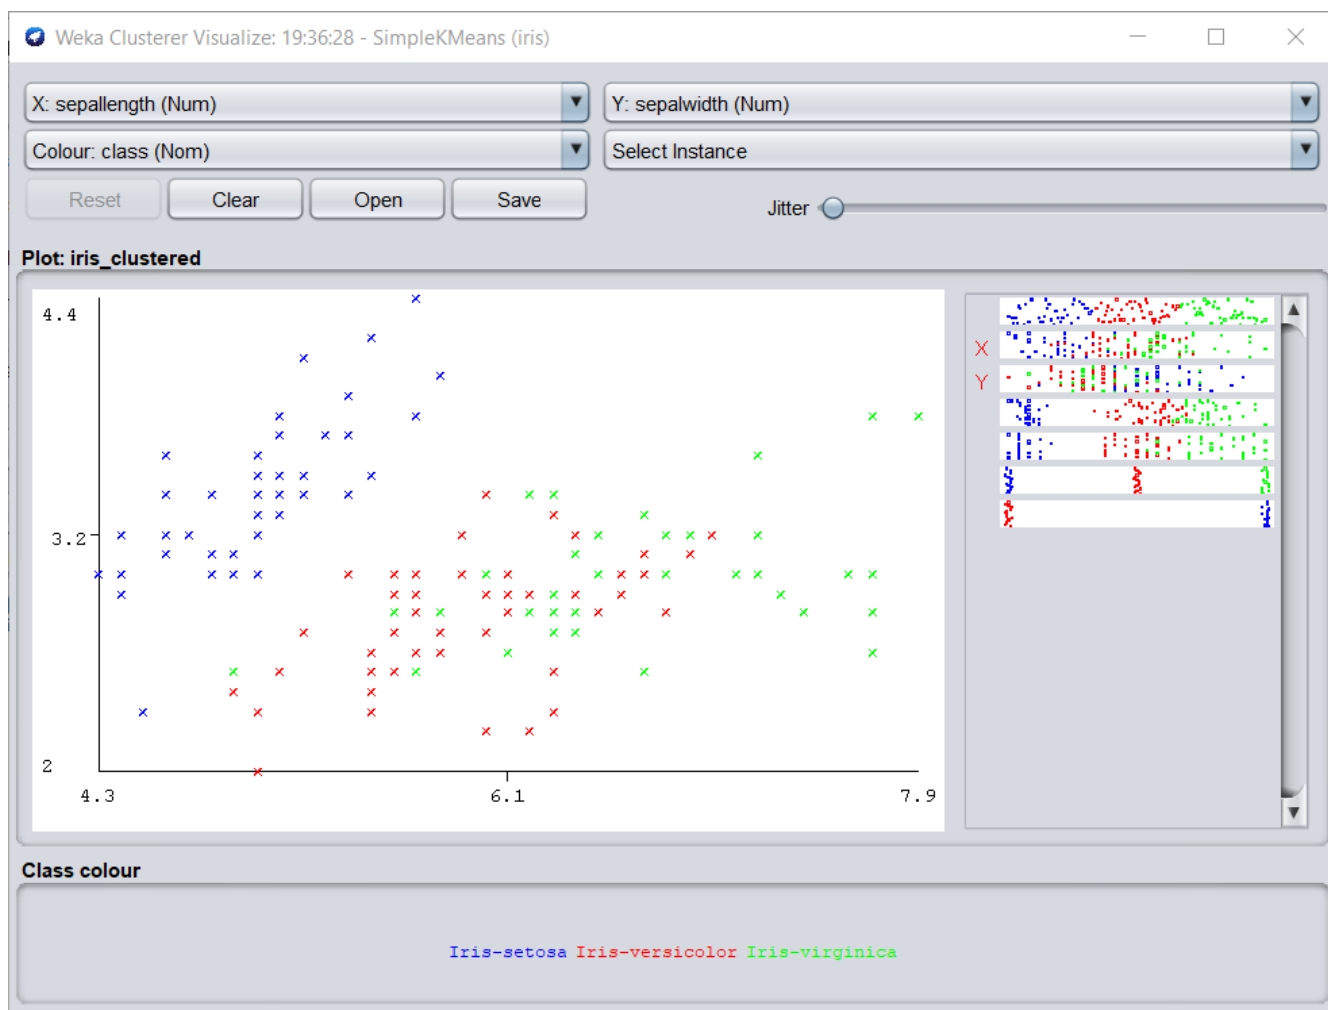 Weka Clusterer Visualize: 19:36:28 - SimpleKMeans (iris)
X: sepallength (Num) Y: sepalwidth (Num)
Colour: class (Nom) Select Instance
Reset Clear Open Save Jitter
Plot: iris_clustered
4.4
X
3.2
Y
2
4.3 6.1 7.9
Class colour
Iris-setosa Iris-versicolor Iris-virginica